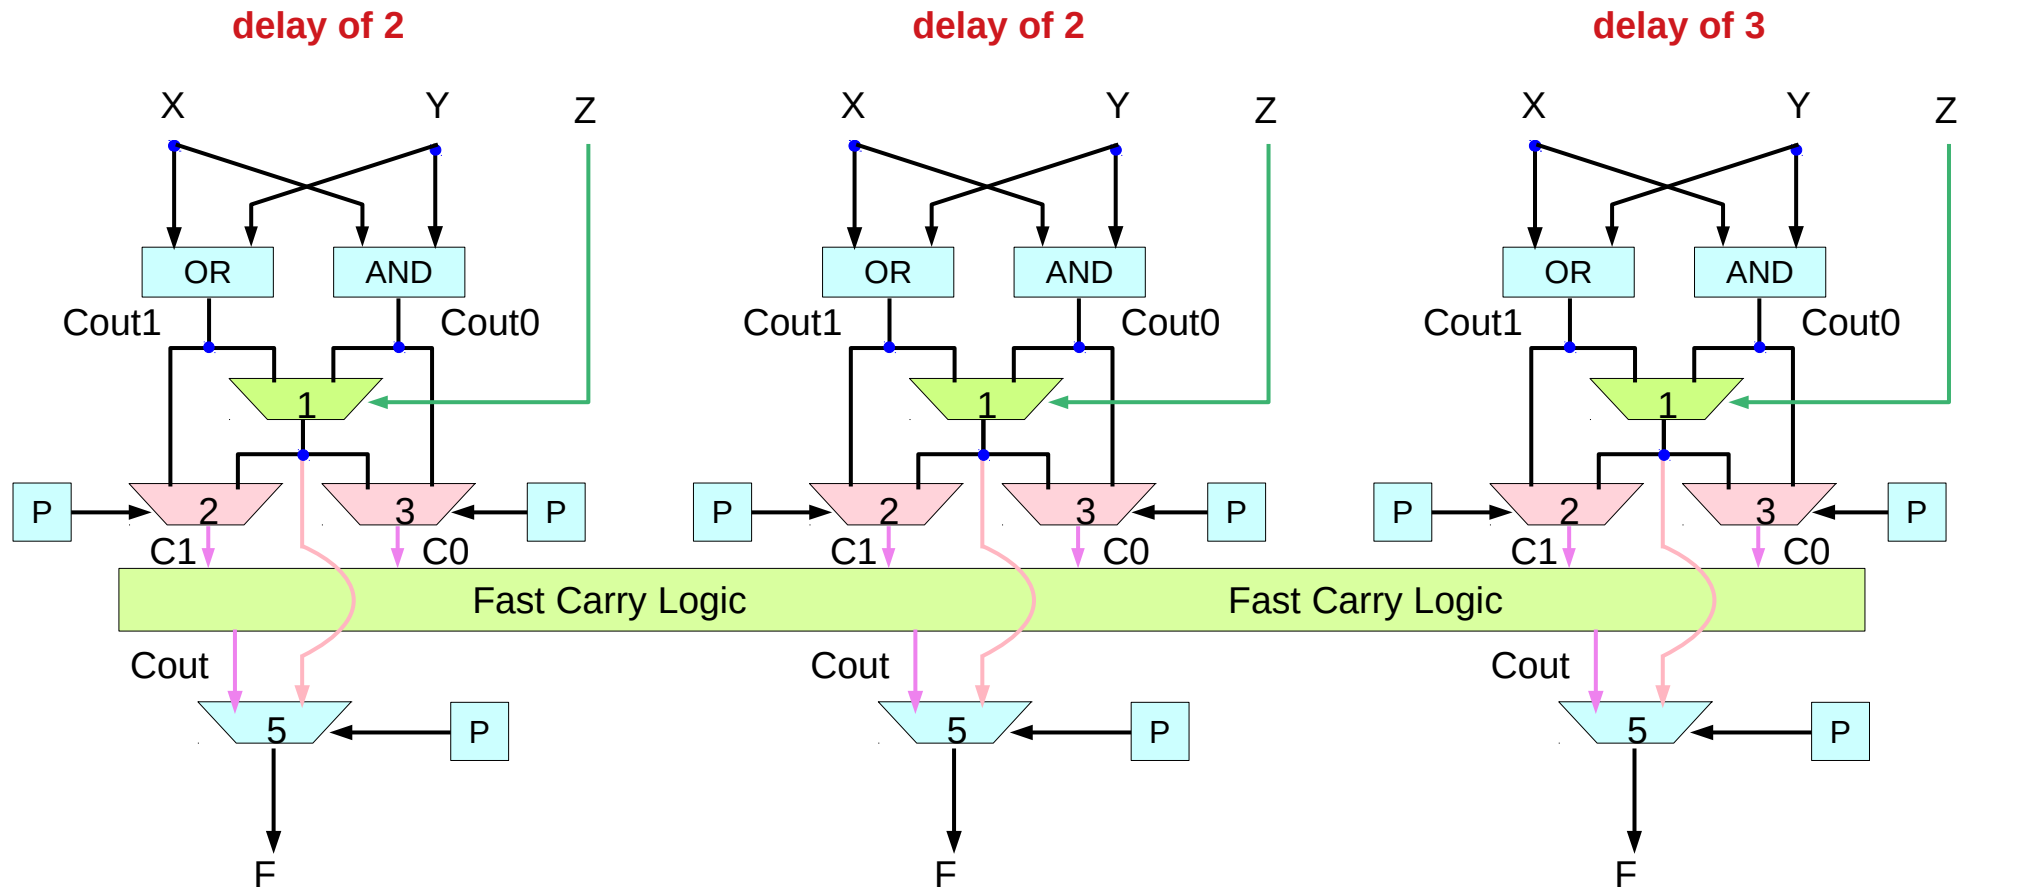 delay of 2 delay of 2 delay of 3
X Y Z X Y Z X Y Z
OR AND OR AND OR AND
Cout1 Cout0 Cout1 Cout0 Cout1 Cout0
1 1 1
P 2 3 P P 2 3 P P 2 3 P
C1 C0 C1 C0 C1 C0
Fast Carry Logic Fast Carry Logic
Cout Cout Cout
5 P 5 P 5 P
F F F